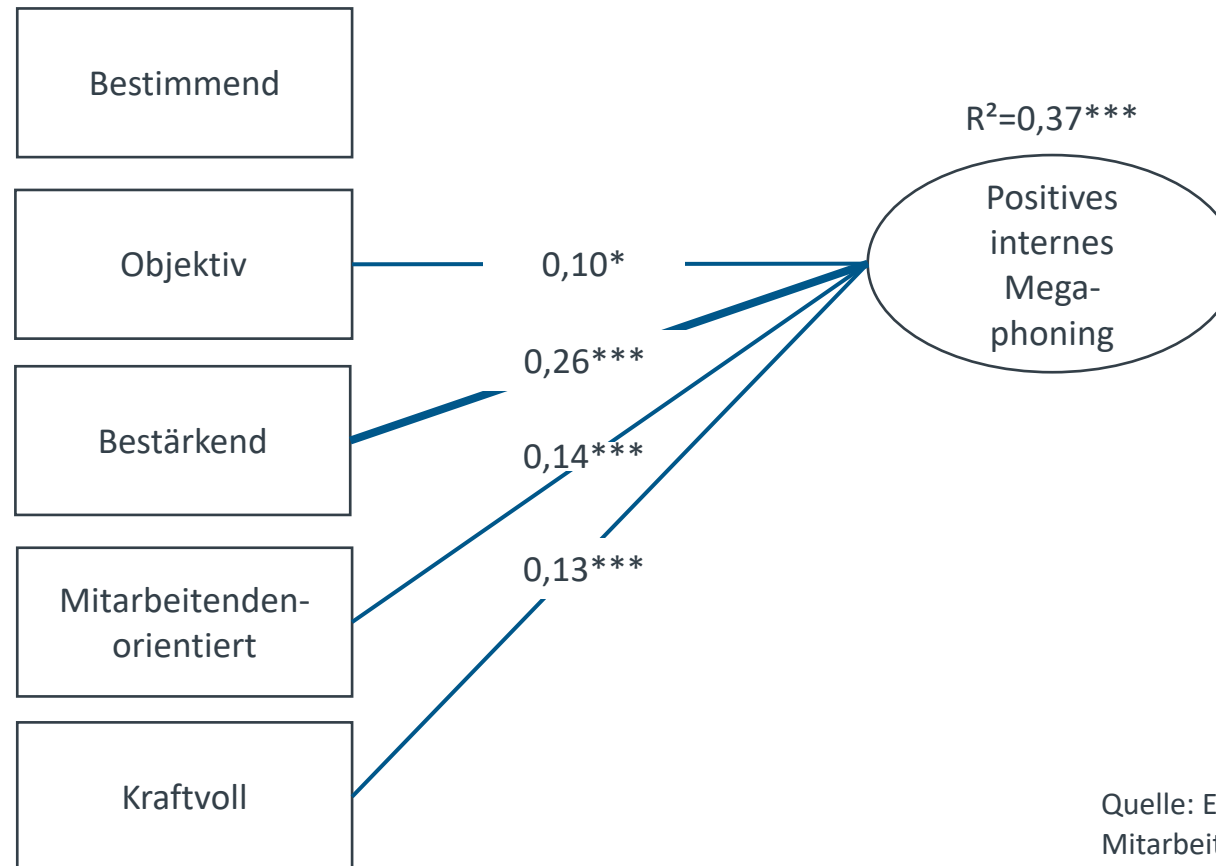 Bestimmend
R²=0,37***
Positives
internes
Mega-
phoning
Objektiv
0,10*
0,26***
Bestärkend
0,14***
0,13***
Mitarbeitenden-
orientiert
Kraftvoll
Quelle: